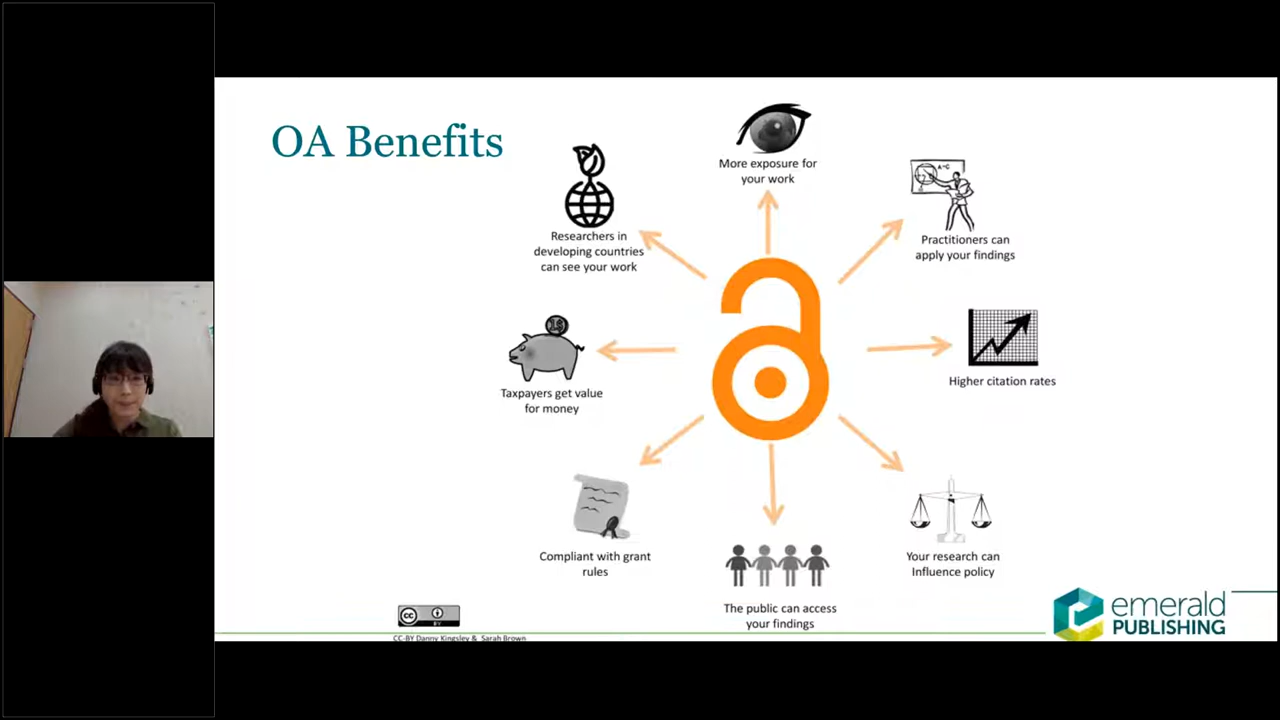 OA Benefits
More exposure for
your work
Practitioners can
apply your findings
Higher citation rates
Your research can
Influence policy
The public can access
your findings
Compliant with grant
rules
Taxpayers get value
for money
Researchers in
developing countries
can see your work
cc
BY
CC-BY Danny Kingsley & Sarah Brown
emerald
PUBLISHING